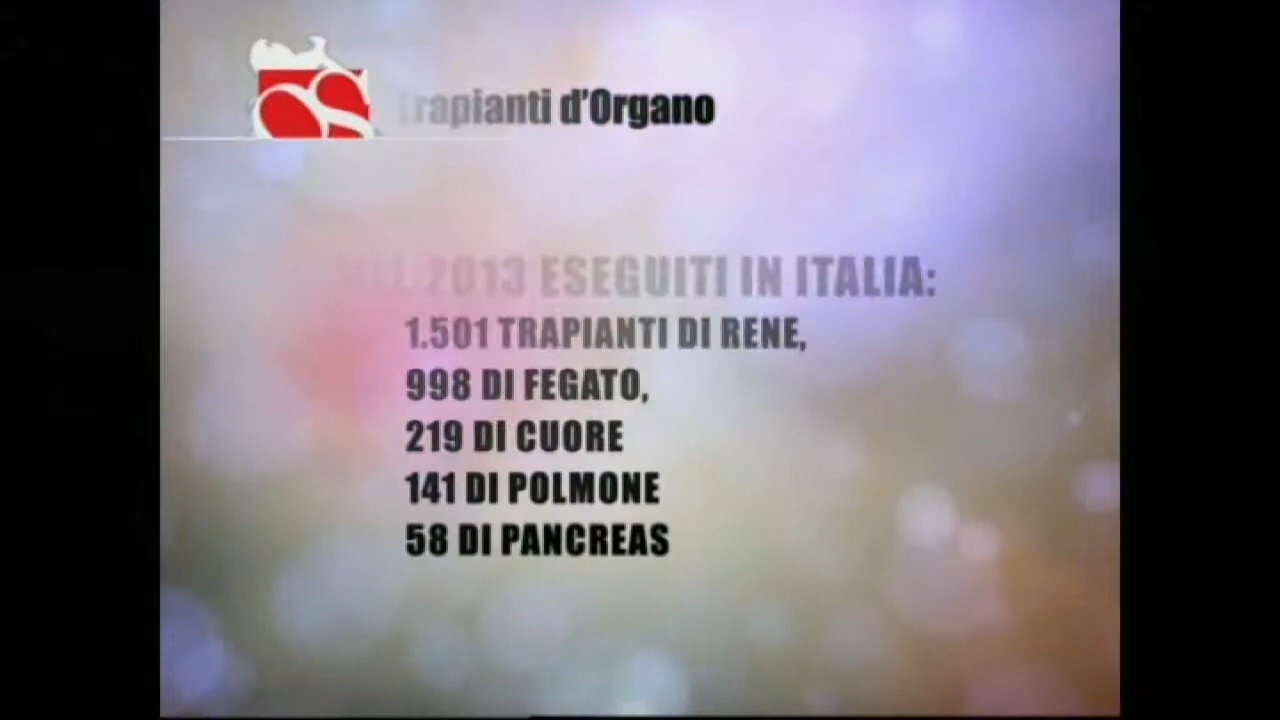 Trapianti d'Organo
NEL 2013 ESEGUITI IN ITALIA:
1.501 TRAPIANTI DI RENE,
998 DI FEGATO,
219 DI CUORE
141 DI POLMONE
58 DI PANCREAS